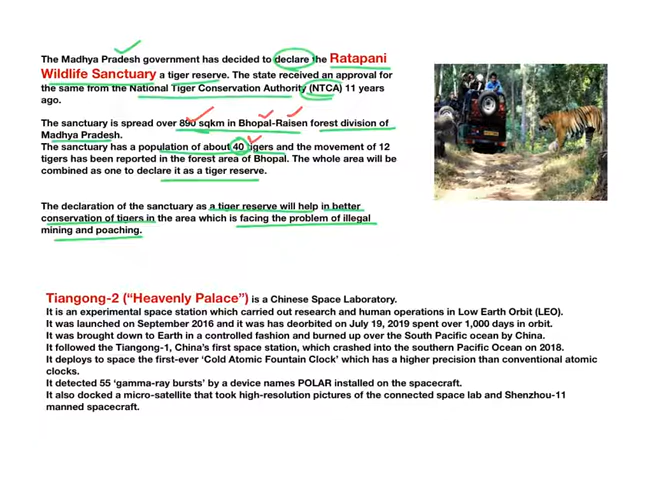 The Madhya Pradesh government has decided to declare the Ratapani
Wildlife Sanctuary a tiger reserve. The state received an approval for
the same from the National Tiger Conservation Authority (NTCA) 11 years
ago.
The sanctuary is spread over 890 sqkm in Bhopal-Raisen forest division of
Madhya Pradesh.
The sanctuary has a population of about 40 tigers and the movement of 12
tigers has been reported in the forest area of Bhopal. The whole area will be
combined as one to declare it as a tiger reserve.
The declaration of the sanctuary as a tiger reserve will help in better
conservation of tigers in the area which is facing the problem of illegal
mining and poaching.
Tiangong-2 (“Heavenly Palace”) is a Chinese Space Laboratory.
It is an experimental space station which carried out research and human operations in Low Earth Orbit (LEO).
It was launched on September 2016 and it was has deorbited on July 19, 2019 spent over 1,000 days in orbit.
It was brought down to Earth in a controlled fashion and burned up over the South Pacific ocean by China.
It followed the Tiangong-1, China’s first space station, which crashed into the southern Pacific Ocean on 2018.
It deploys to space the first-ever ‘Cold Atomic Fountain Clock’ which has a higher precision than conventional atomic
clocks.
It detected 55 ‘gamma-ray bursts’ by a device names POLAR installed on the spacecraft.
It also docked a micro-satellite that took high-resolution pictures of the connected space lab and Shenzhou-11
manned spacecraft.